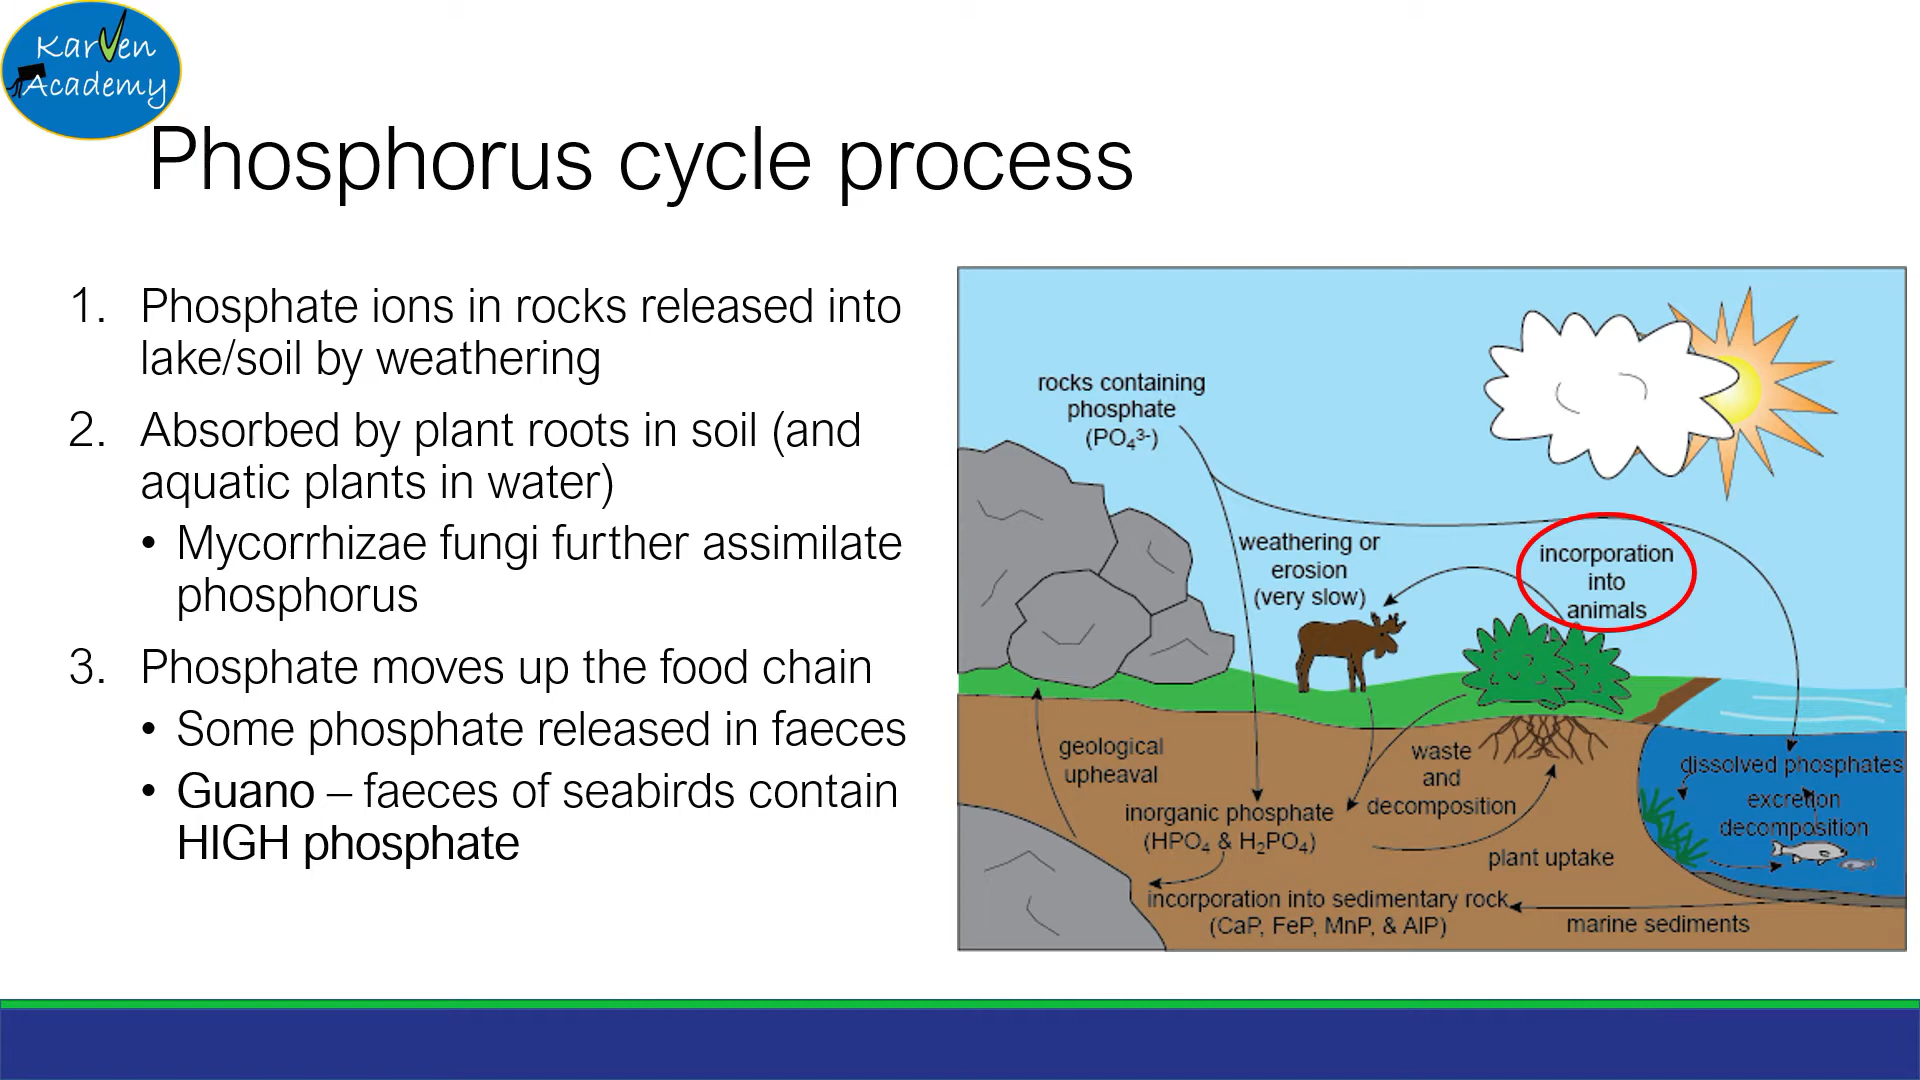 Karven
Academy
Phosphorus cycle process
1. Phosphate ions in rocks released into
lake/soil by weathering
2. Absorbed by plant roots in soil (and
aquatic plants in water)
• Mycorrhizae fungi further assimilate
phosphorus
3. Phosphate moves up the food chain
• Some phosphate released in faeces
• Guano – faeces of seabirds contain
HIGH phosphate
rocks containing
phosphate
(PO₄³⁻)
weathering or
erosion
(very slow)
incorporation
into
animals
geological
upheaval
waste
and
decomposition
dissolved phosphates
excretion
decomposition
inorganic phosphate
(HPO₄ & H₂PO₄)
plant uptake
incorporation into sedimentary rock
(CaP, FeP, MnP, & AlP)
marine sediments